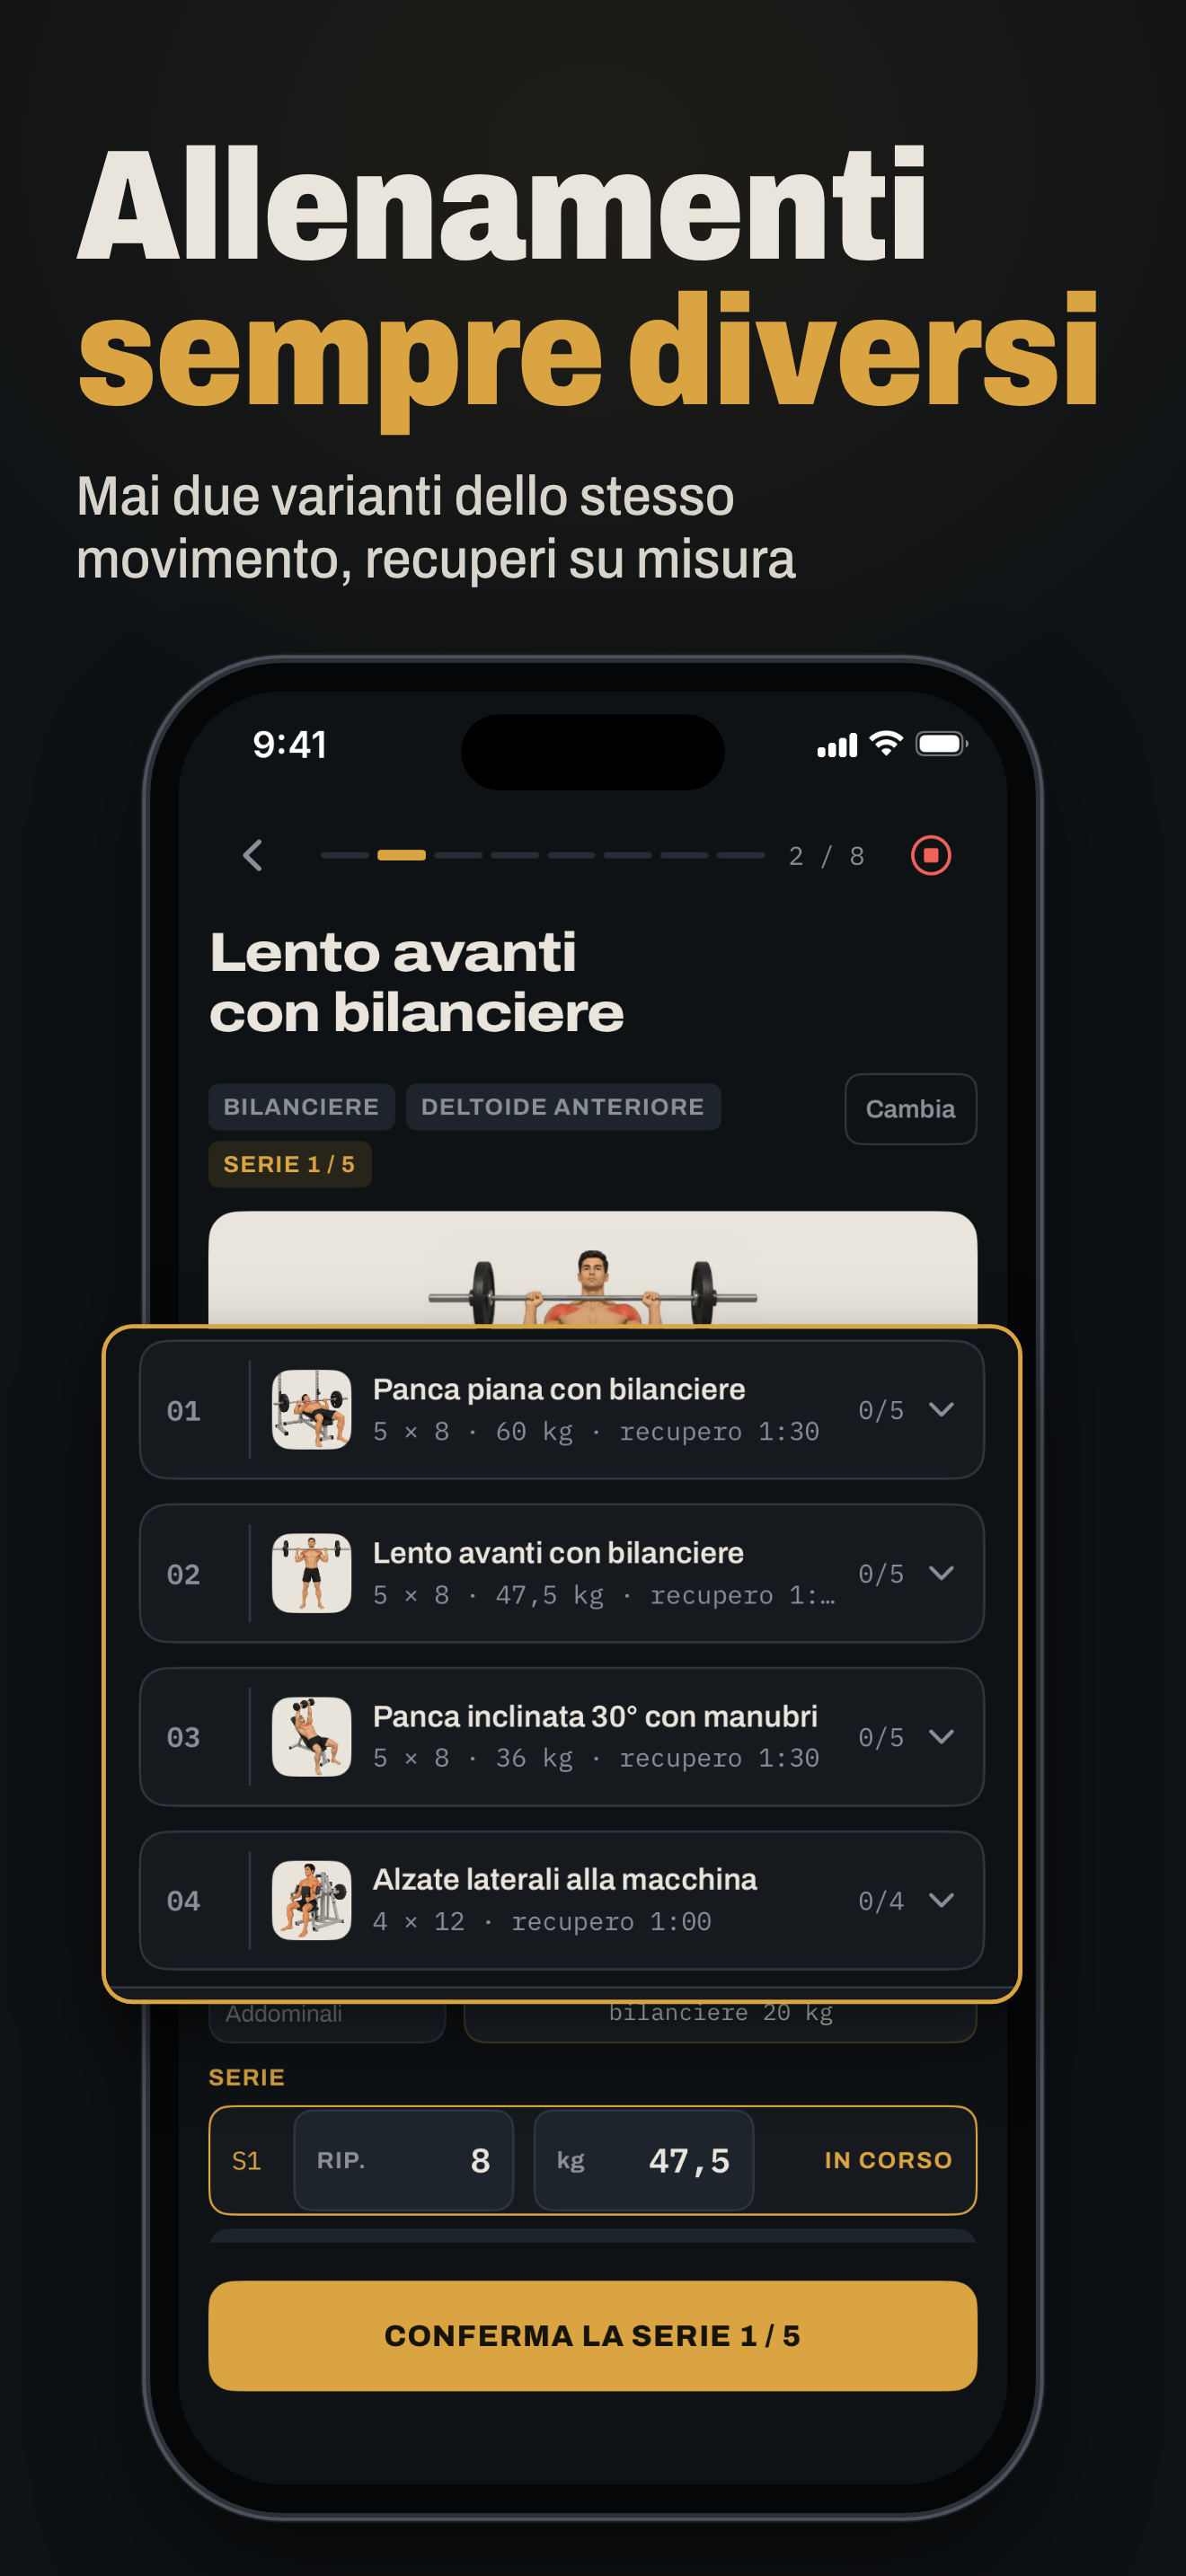 Allenamenti
sempre diversi
Mai due varianti dello stesso
movimento, recuperi su misura
9:41
2 / 8
Lento avanti
con bilanciere
BILANCIERE DELTOIDE ANTERIORE Cambia
SERIE 1 / 5
01 Panca piana con bilanciere 0/5
5 × 8 · 60 kg · recupero 1:30
02 Lento avanti con bilanciere 0/5
5 × 8 · 47,5 kg · recupero 1:…
03 Panca inclinata 30° con manubri 0/5
5 × 8 · 36 kg · recupero 1:30
04 Alzate laterali alla macchina 0/4
4 × 12 · recupero 1:00
Addominali bilanciere 20 kg
SERIE
S1 RIP. 8 kg 47,5 IN CORSO
CONFERMA LA SERIE 1 / 5